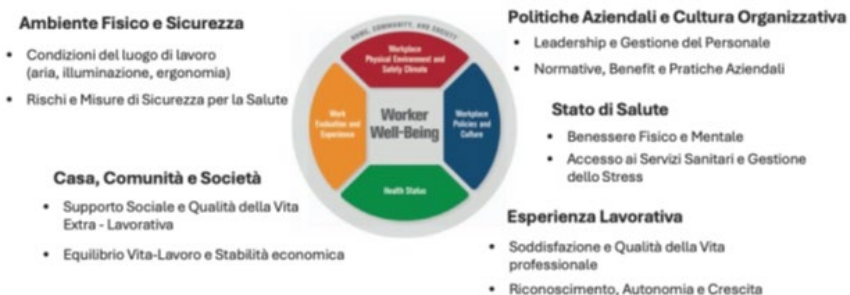 Ambiente Fisico e Sicurezza
• Condizioni del luogo di lavoro
(aria, illuminazione, ergonomia)
• Rischi e Misure di Sicurezza per la Salute
Casa, Comunità e Società
• Supporto Sociale e Qualità della Vita
Extra - Lavorativa
• Equilibrio Vita-Lavoro e Stabilità economica
HOME, COMMUNITY, AND SOCIETY
Workplace
Physical Environment and
Safety Climate
Work
Evaluation and
Experience
Worker
Well-Being
Workplace
Policies and
Culture
Health Status
Politiche Aziendali e Cultura Organizzativa
• Leadership e Gestione del Personale
• Normative, Benefit e Pratiche Aziendali
Stato di Salute
• Benessere Fisico e Mentale
• Accesso ai Servizi Sanitari e Gestione
dello Stress
Esperienza Lavorativa
• Soddisfazione e Qualità della Vita
professionale
• Riconoscimento, Autonomia e Crescita